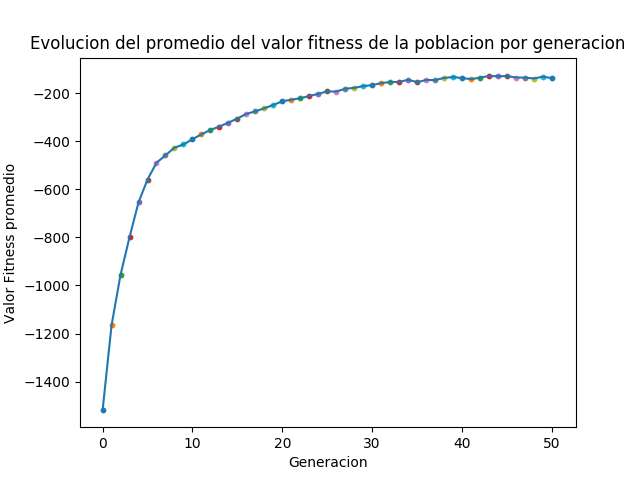 Evolucion del promedio del valor fitness de la poblacion por generacion
Valor Fitness promedio
−200
−400
−600
−800
−1000
−1200
−1400
0 10 20 30 40 50
Generacion